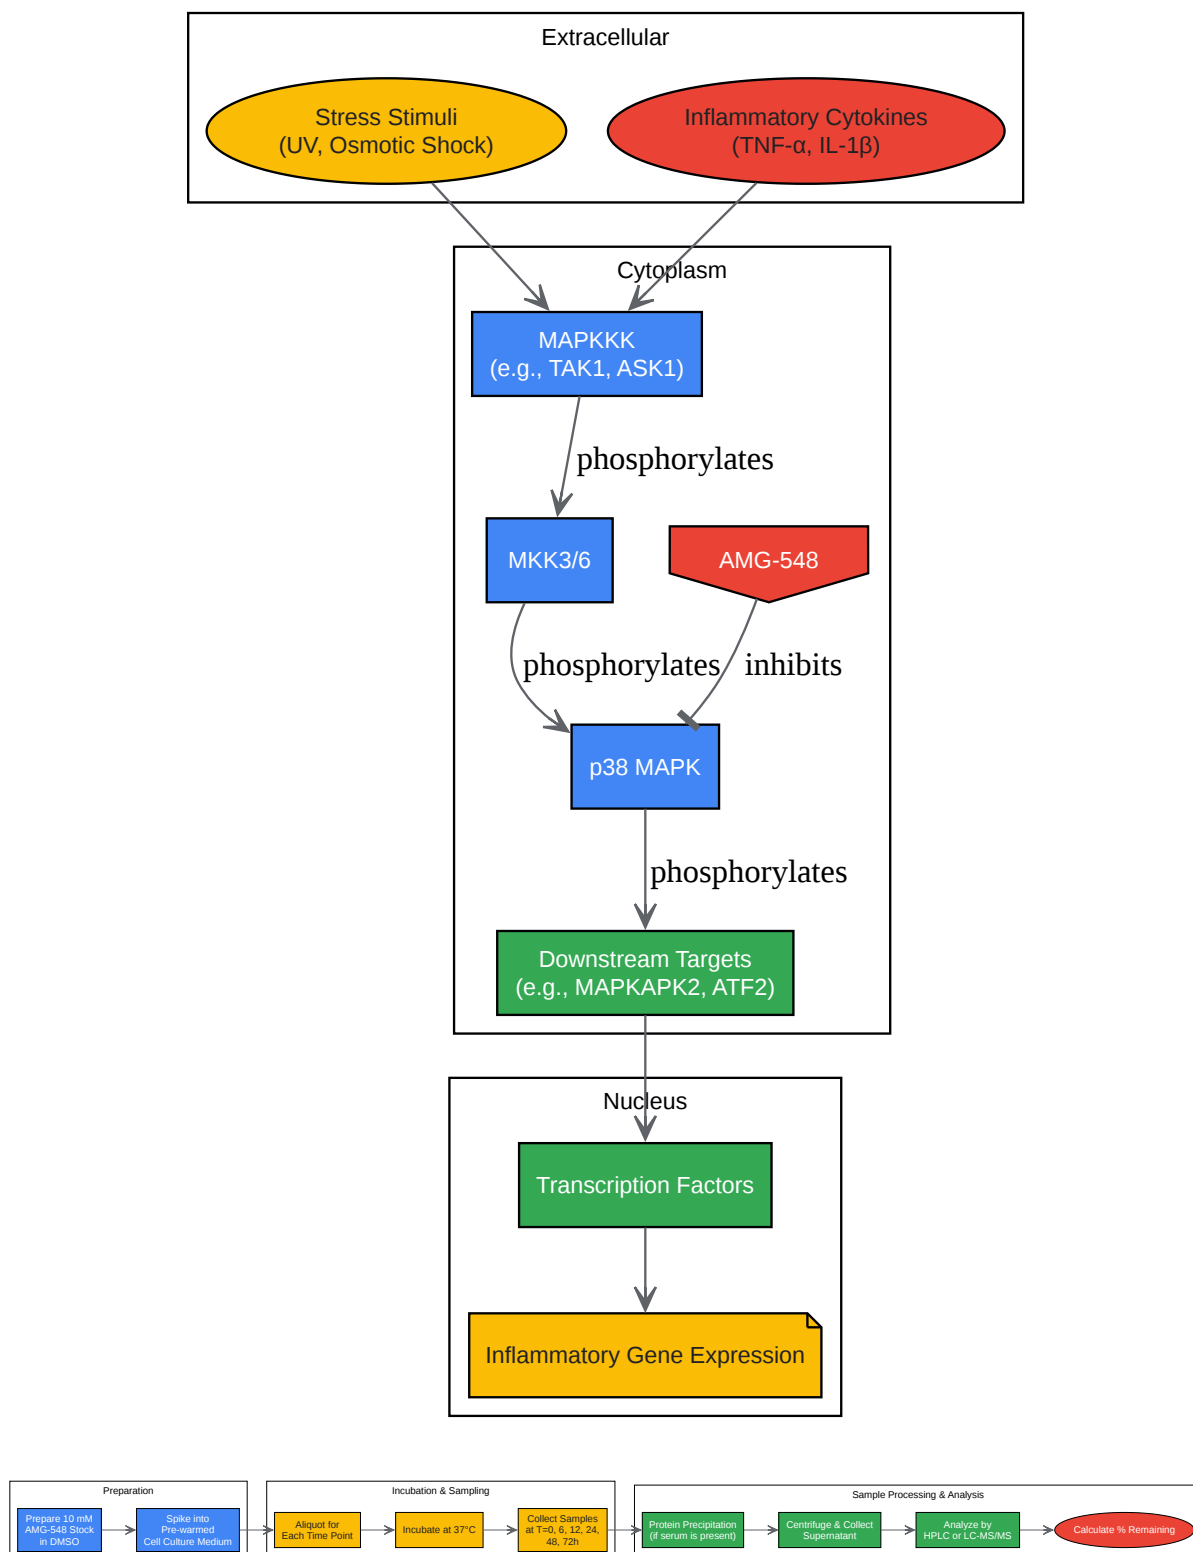 Extracellular
Stress Stimuli
(UV, Osmotic Shock)
Inflammatory Cytokines
(TNF-α, IL-1β)
Cytoplasm
MAPKKK
(e.g., TAK1, ASK1)
phosphorylates
MKK3/6
AMG-548
phosphorylates
inhibits
p38 MAPK
phosphorylates
Downstream Targets
(e.g., MAPKAPK2, ATF2)
Nucleus
Transcription Factors
Inflammatory Gene Expression
Preparation
Prepare 10 mM
AMG-548 Stock
in DMSO
Spike into
Pre-warmed
Cell Culture Medium
Incubation & Sampling
Aliquot for
Each Time Point
Incubate at 37°C
Collect Samples
at T=0, 6, 12, 24,
48, 72h
Sample Processing & Analysis
Protein Precipitation
(if serum is present)
Centrifuge & Collect
Supernatant
Analyze by
HPLC or LC-MS/MS
Calculate % Remaining